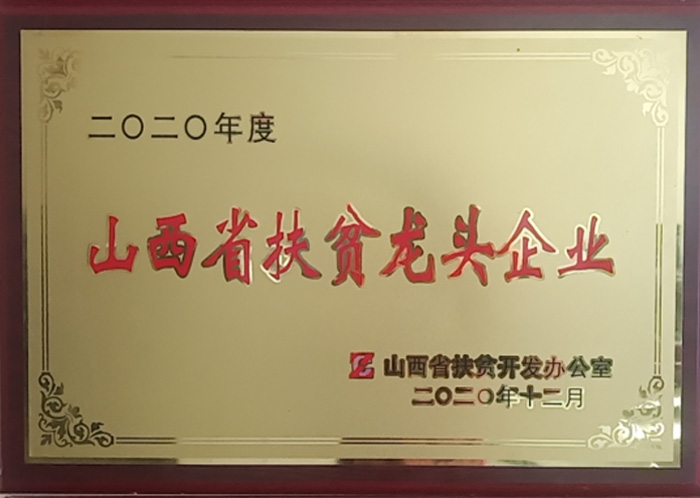 二〇二〇年度
山西省扶贫龙头企业
山西省扶贫开发办公室
二〇二〇年十二月